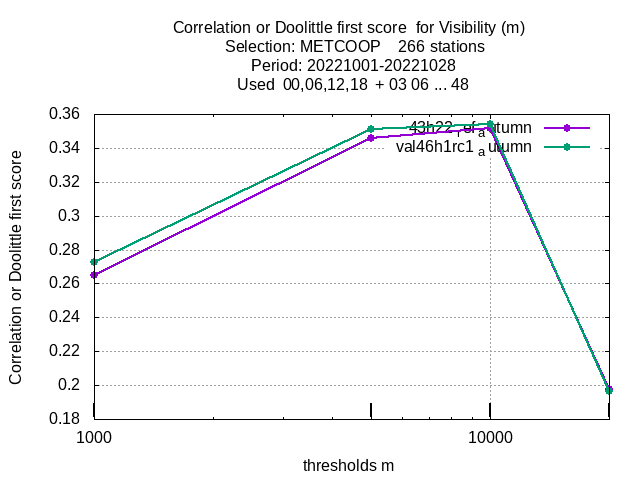 Correlation or Doolittle first score for Visibility (m)
Selection: METCOOP 266 stations
Period: 20221001-20221028
Used 00,06,12,18 + 03 06 ... 48
0.36
0.34
0.32
0.3
0.28
0.26
0.24
0.22
0.2
0.18
Correlation or Doolittle first score
43h22_ref_autumn
val46h1rc1_autumn
1000
10000
thresholds m